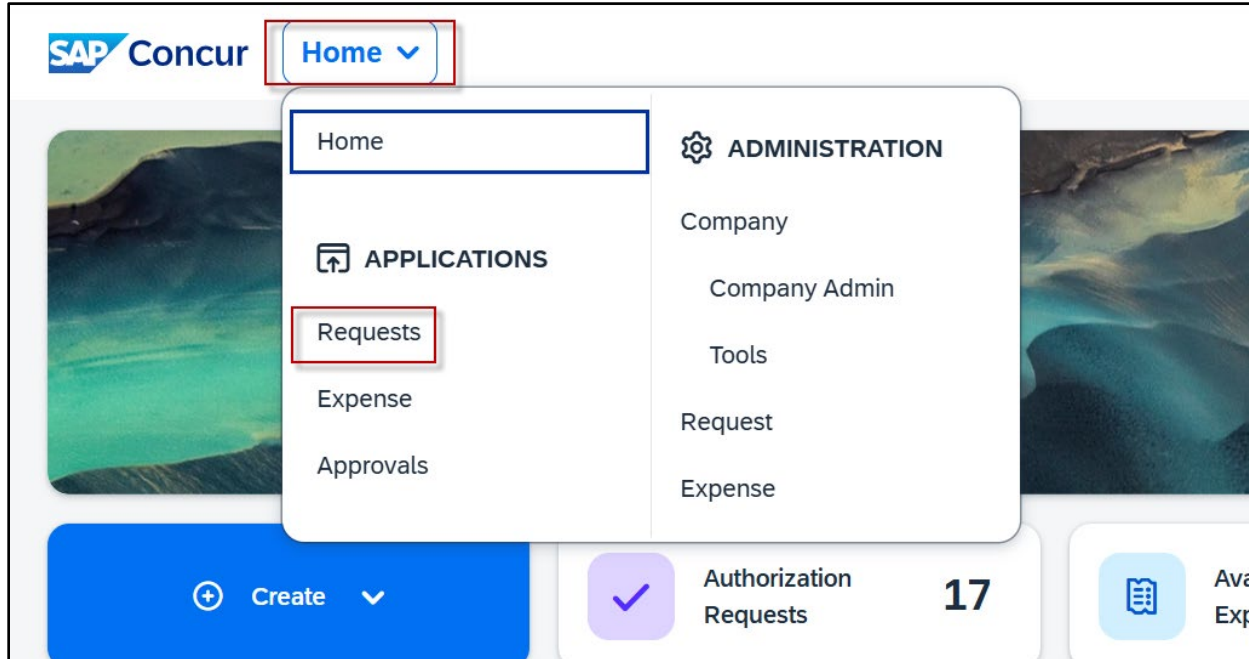 SAP Concur
Home
Home
APPLICATIONS
Requests
Expense
Approvals
ADMINISTRATION
Company
Company Admin
Tools
Request
Expense
Create
Authorization
Requests
17